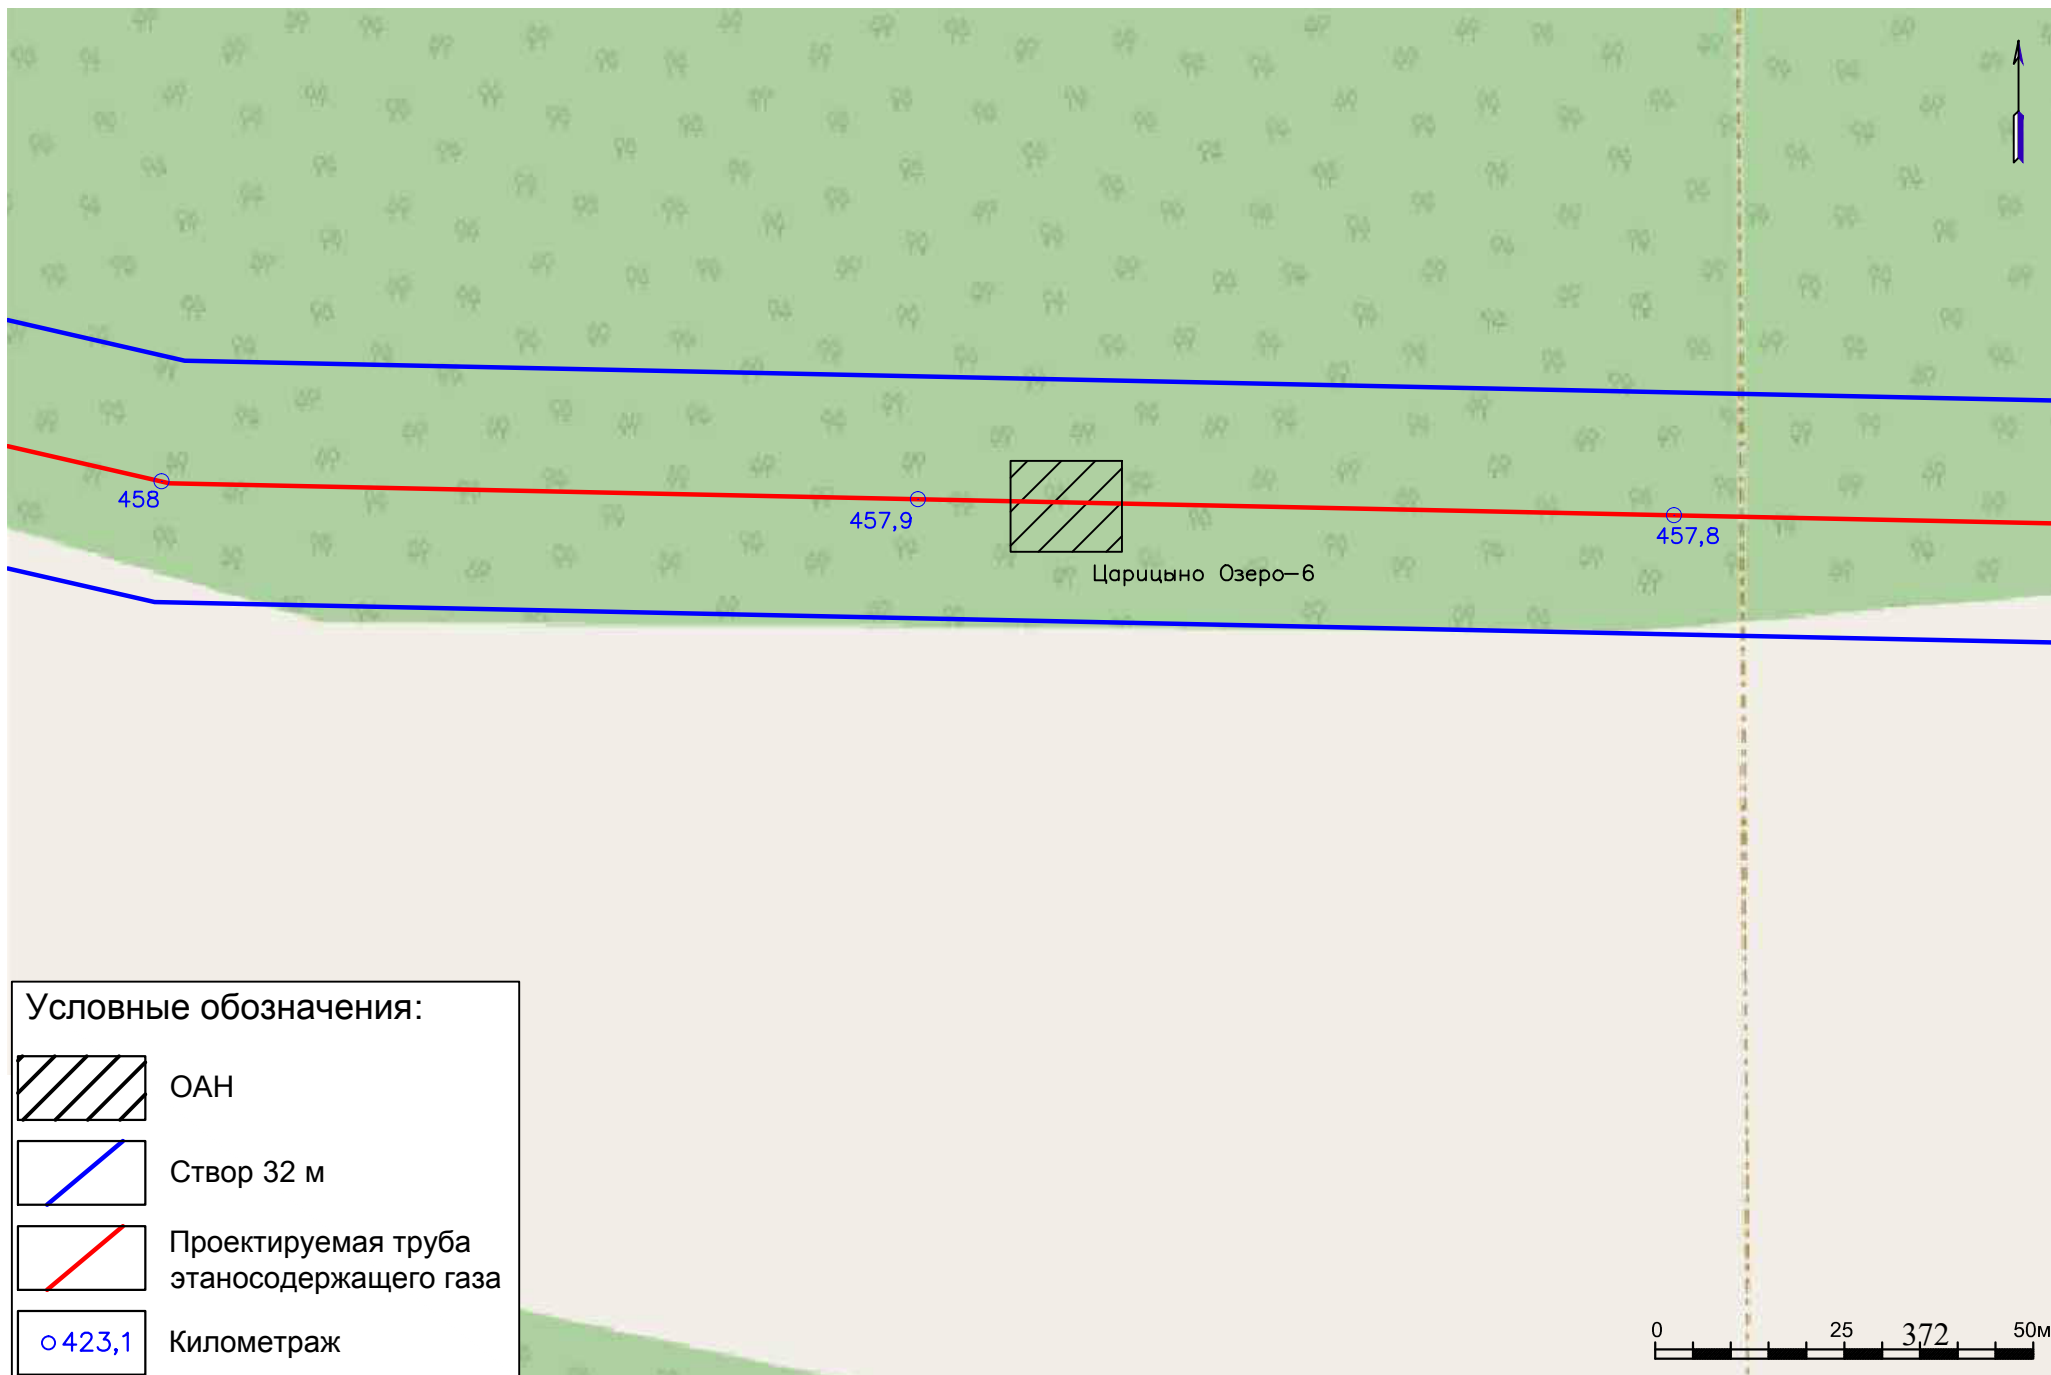 458
457,9
457,8
Царицыно Озеро-6
Условные обозначения:
ОАН
Створ 32 м
Проектируемая труба
этаносодержащего газа
423,1
Километраж
0 25 50м
372